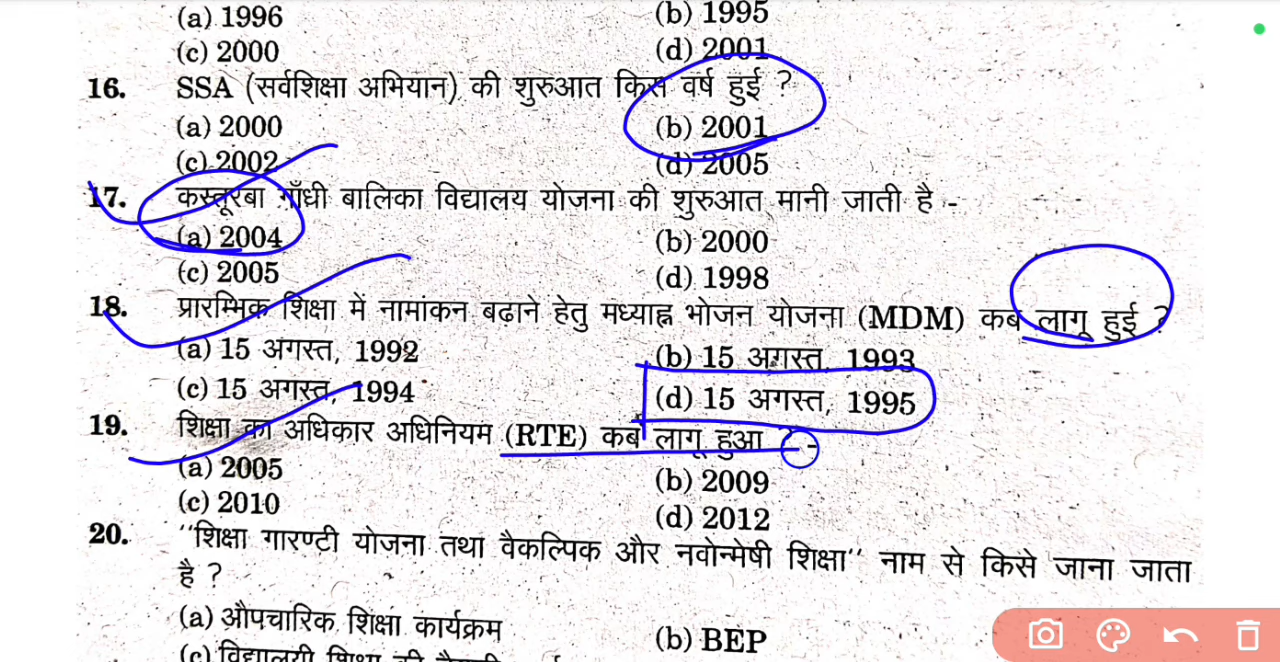 (a) 1996 (b) 1995
(c) 2000 (d) 2001
16. SSA (सर्वशिक्षा अभियान) की शुरुआत किस वर्ष हुई ?
(a) 2000 (b) 2001
(c) 2002 (d) 2005
17. कस्तूरबा गाँधी बालिका विद्यालय योजना की शुरुआत मानी जाती है -
(a) 2004 (b) 2000
(c) 2005 (d) 1998
18. प्रारम्भिक शिक्षा में नामांकन बढ़ाने हेतु मध्याह्न भोजन योजना (MDM) कब लागू हुई ?
(a) 15 अगस्त, 1992 (b) 15 अगस्त, 1993
(c) 15 अगस्त, 1994 (d) 15 अगस्त, 1995
19. शिक्षा का अधिकार अधिनियम (RTE) कब लागू हुआ ? -
(a) 2005 (b) 2009
(c) 2010 (d) 2012
20. ''शिक्षा गारण्टी योजना तथा वैकल्पिक और नवोन्मेषी शिक्षा'' नाम से किसे जाना जाता
है ?
(a) औपचारिक शिक्षा कार्यक्रम (b) BEP
(c)